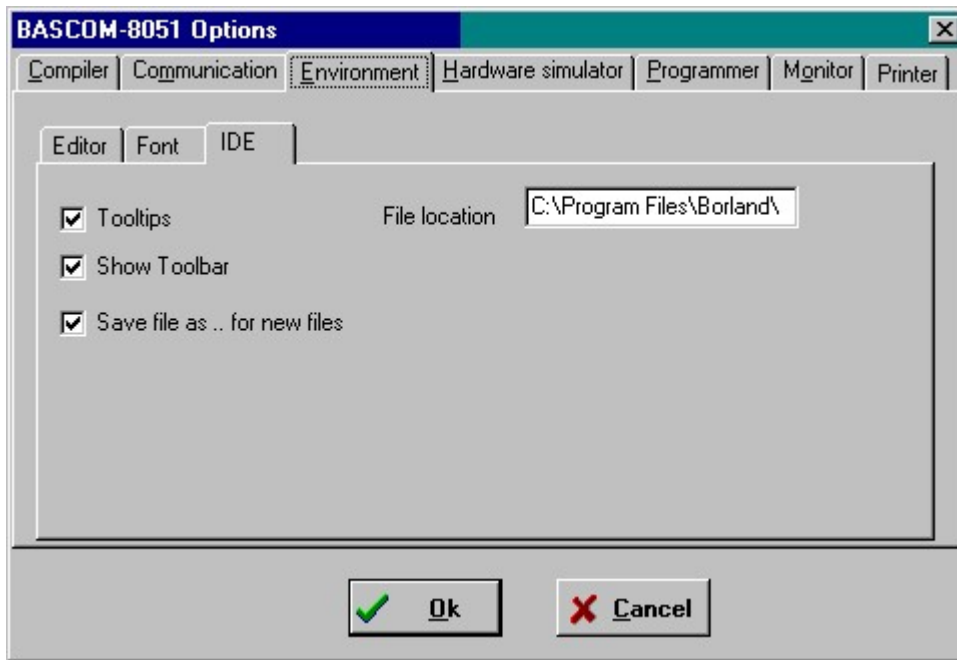 BASCOM-8051 Options
Compiler Communication Environment Hardware simulator Programmer Monitor Printer
Editor Font IDE
Tooltips File location C:\Program Files\Borland\
Show Toolbar
Save file as .. for new files
Ok Cancel